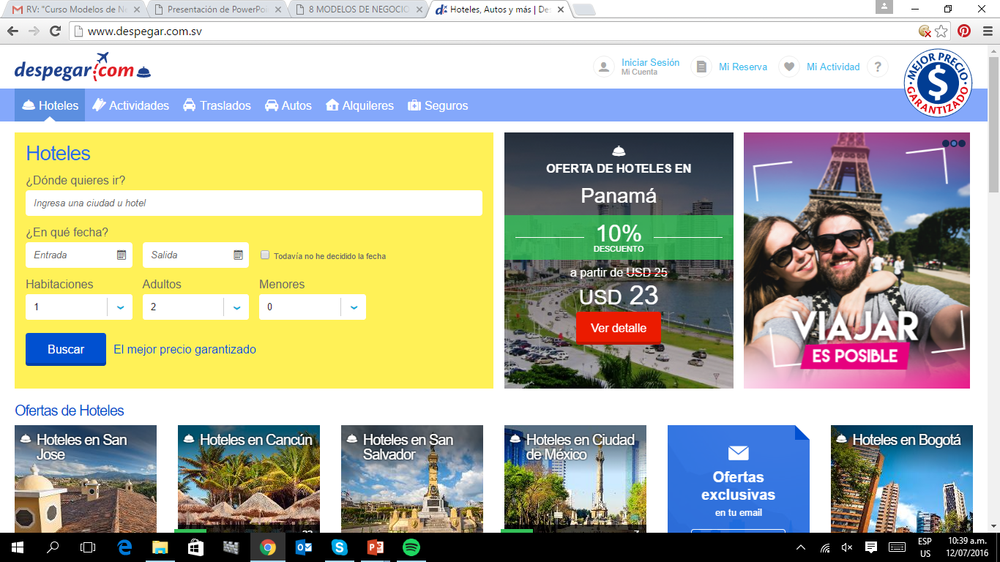 RV: "Curso Modelos de Ne
Presentación de PowerPoi
8 MODELOS DE NEGOCIO
Hoteles, Autos y más | Des
www.despegar.com.sv
despegar.com
Iniciar Sesión
Mi Cuenta
Mi Reserva
Mi Actividad
?
MEJOR PRECIO
$
GARANTIZADO
Hoteles
Actividades
Traslados
Autos
Alquileres
Seguros
Hoteles
¿Dónde quieres ir?
Ingresa una ciudad u hotel
¿En qué fecha?
Entrada
Salida
Todavía no he decidido la fecha
Habitaciones
Adultos
Menores
1
2
0
Buscar
El mejor precio garantizado
OFERTA DE HOTELES EN
Panamá
10%
DESCUENTO
a partir de USD 25
USD 23
Ver detalle
VIAJAR
ES POSIBLE
Ofertas de Hoteles
Hoteles en San
Jose
Hoteles en Cancún
Hoteles en San
Salvador
Hoteles en Ciudad
de México
Ofertas
exclusivas
en tu email
Hoteles en Bogotá
ESP
US
10:39 a.m.
12/07/2016